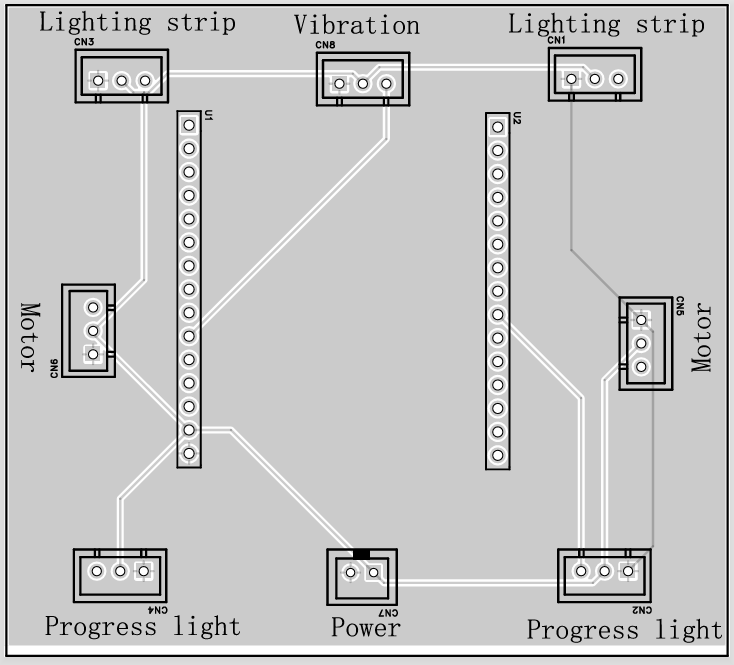 Lighting strip
Vibration
Lighting strip
CN3
CN8
CN1
U1
U2
Motor
CN6
CN5
Motor
CN4
CN7
CN2
Progress light
Power
Progress light